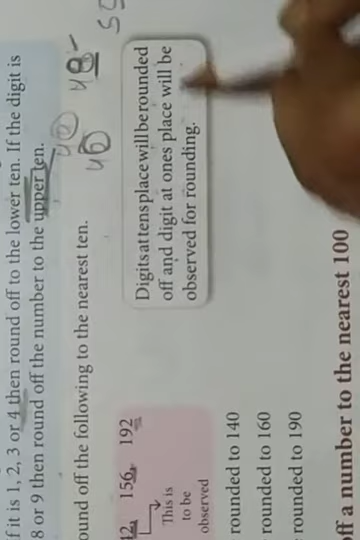 f it is 1, 2, 3 or 4 then round off to the lower ten. If the digit is
8 or 9 then round off the number to the upper ten.
40 48
40
ound off the following to the nearest ten.
Digits at tens place will be rounded
off and digit at ones place will be
observed for rounding.
12 156 192
This is
to be
observed
rounded to 140
rounded to 160
rounded to 190
ff a number to the nearest 100